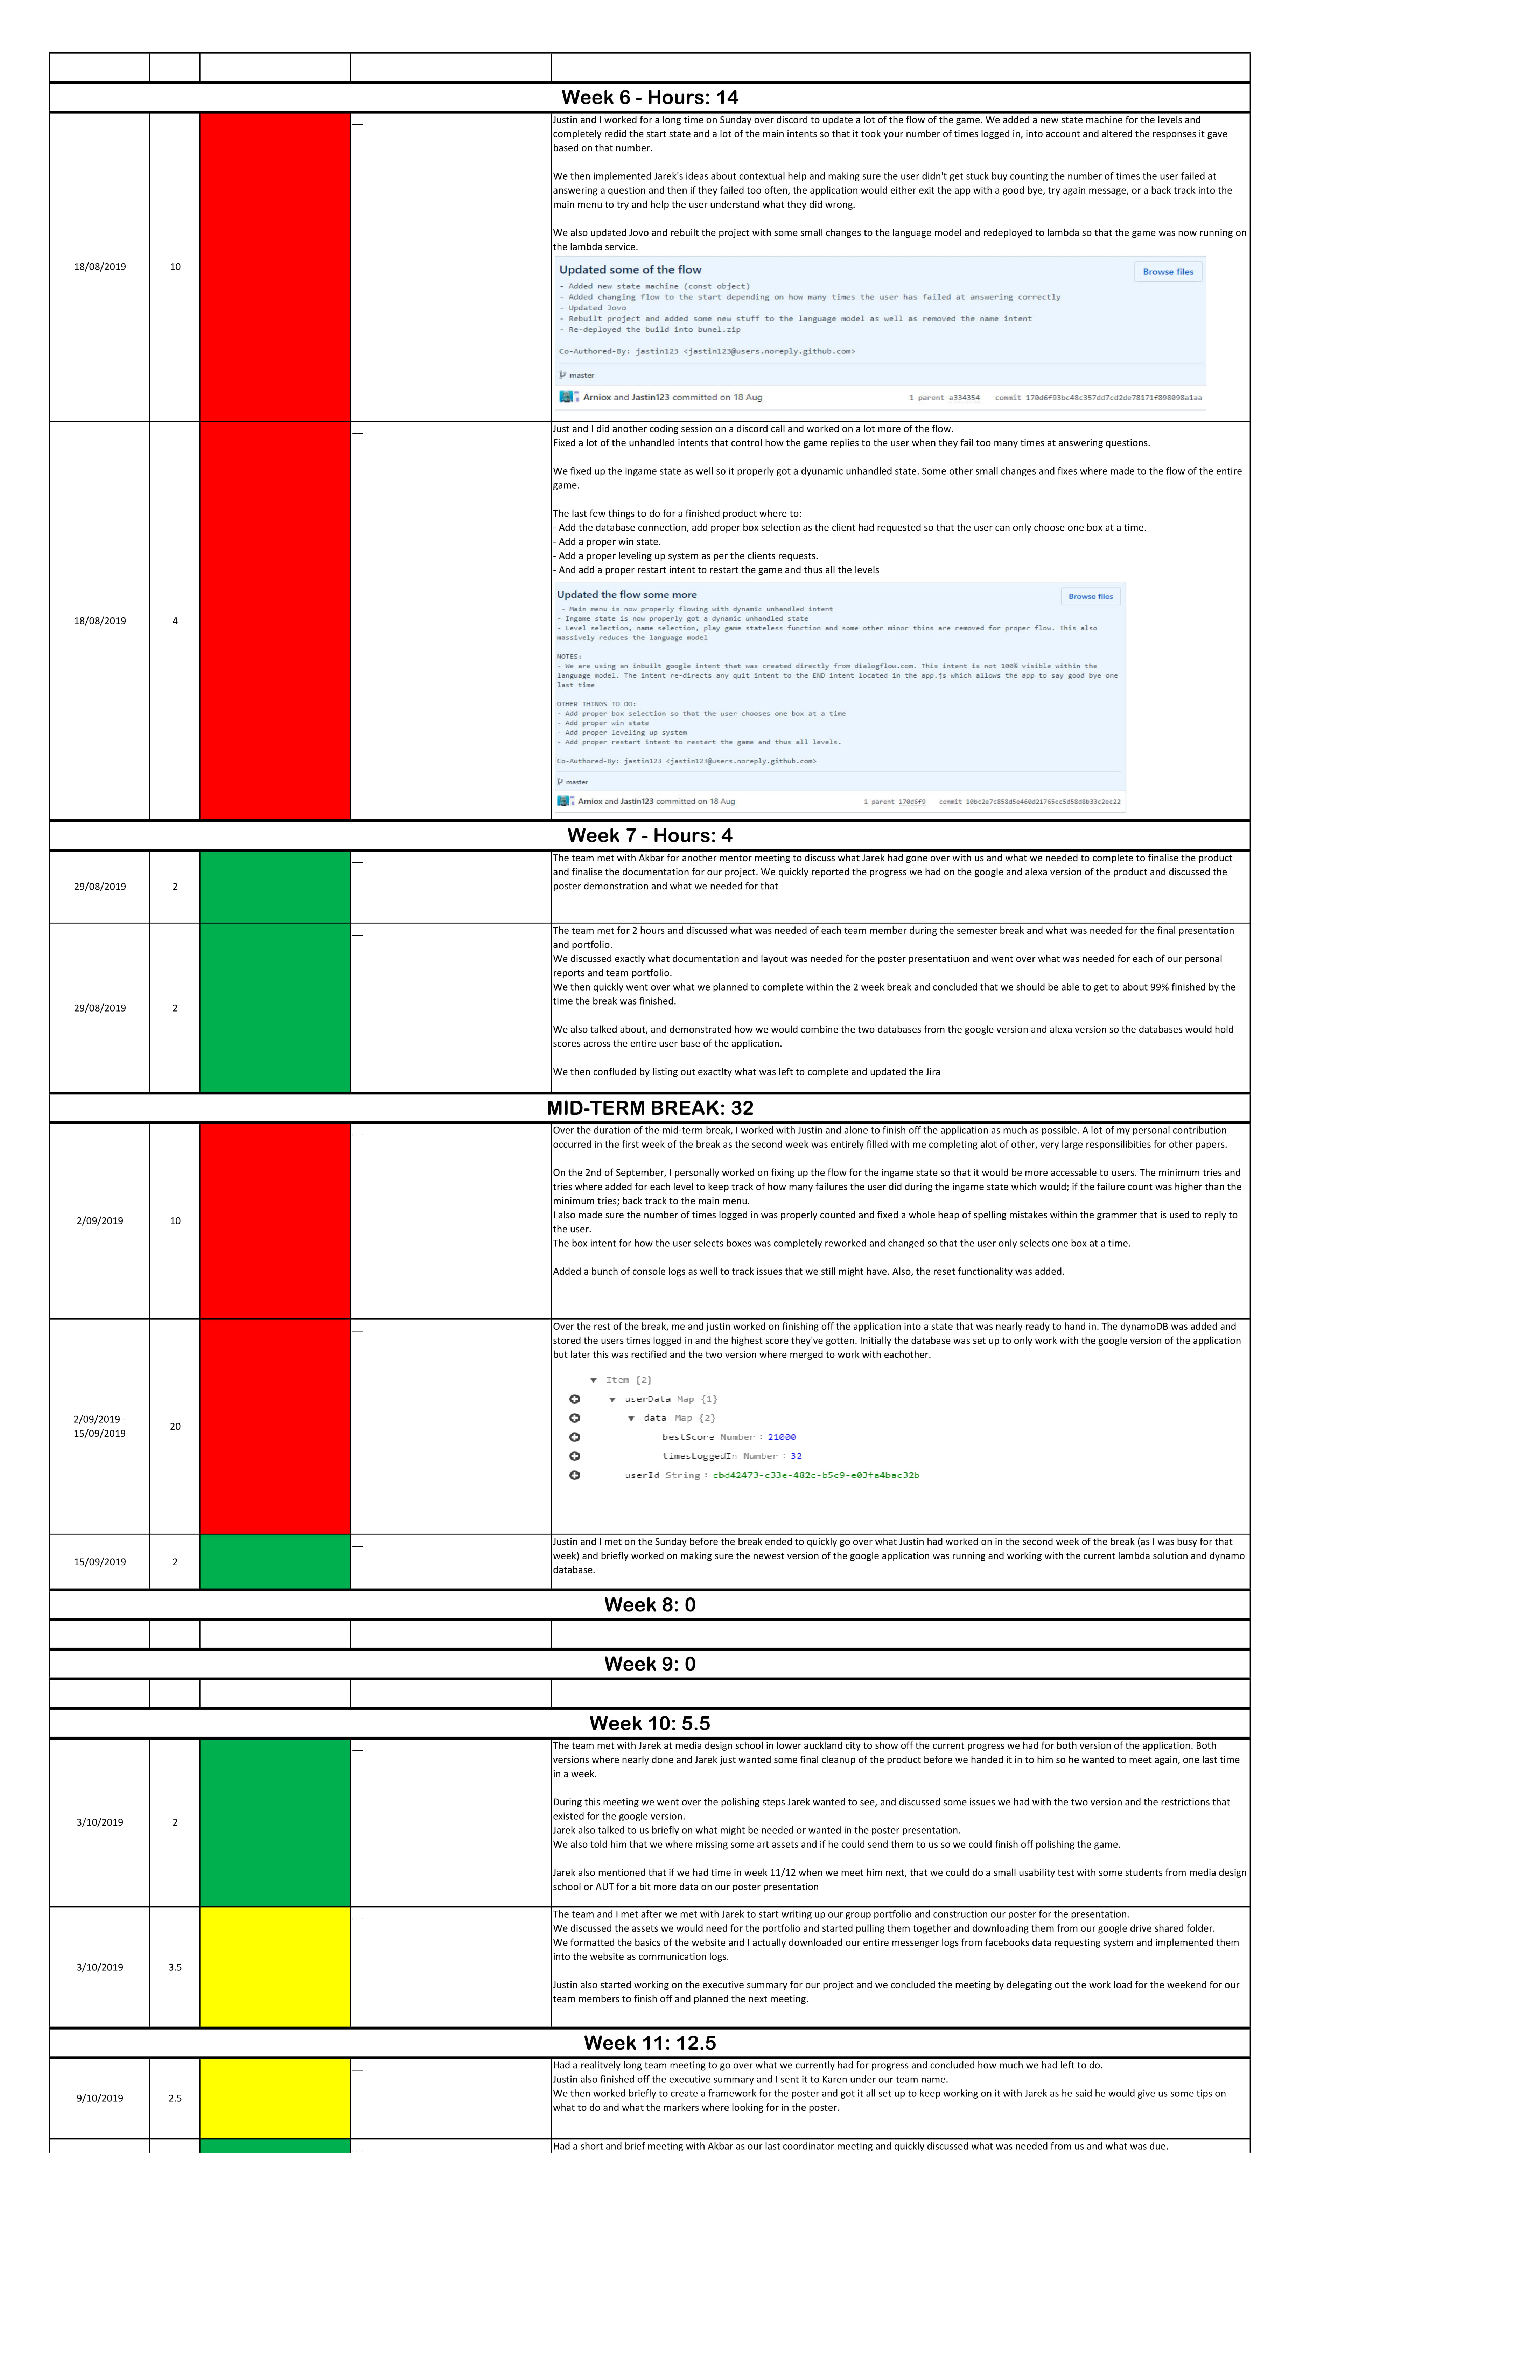 Week 6 - Hours: 14
18/08/2019
10
Justin and I worked for a long time on Sunday over discord to update a lot of the flow of the game. We added a new state machine for the levels and
completely redid the start state and a lot of the main intents so that it took your number of times logged in, into account and altered the responses it gave
based on that number.
We then implemented Jarek's ideas about contextual help and making sure the user didn't get stuck buy counting the number of times the user failed at
answering a question and then if they failed too often, the application would either exit the app with a good bye, try again message, or a back track into the
main menu to try and help the user understand what they did wrong.
We also updated Jovo and rebuilt the project with some small changes to the language model and redeployed to lambda so that the game was now running on
the lambda service.
Updated some of the flow
Browse files
- Added new state machine (const object)
- Added changing flow to the start depending on how many times the user has failed at answering correctly
- Updated Jovo
- Rebuilt project and added some new stuff to the language model as well as removed the name intent
- Re-deployed the build into bunel.zip
Co-Authored-By: jastin123 <jastin123@users.noreply.github.com>
master
Arniox and Jastin123 committed on 18 Aug
1 parent a334354 commit 170d6f93bc48c357dd7cd2de78171f898098a1aa
18/08/2019
4
Just and I did another coding session on a discord call and worked on a lot more of the flow.
Fixed a lot of the unhandled intents that control how the game replies to the user when they fail too many times at answering questions.
We fixed up the ingame state as well so it properly got a dyunamic unhandled state. Some other small changes and fixes where made to the flow of the entire
game.
The last few things to do for a finished product where to:
- Add the database connection, add proper box selection as the client had requested so that the user can only choose one box at a time.
- Add a proper win state.
- Add a proper leveling up system as per the clients requests.
- And add a proper restart intent to restart the game and thus all the levels
Updated the flow some more
Browse files
- Main menu is now properly flowing with dynamic unhandled intent
- Ingame state is now properly got a dynamic unhandled state
- Level selection, name selection, play game stateless function and some other minor thins are removed for proper flow. This also
massively reduces the language model
NOTES:
- We are using an inbuilt google intent that was created directly from dialogflow.com. This intent is not 100% visible within the
language model. The intent re-directs any quit intent to the END intent located in the app.js which allows the app to say good bye one
last time
OTHER THINGS TO DO:
- Add proper box selection so that the user chooses one box at a time
- Add proper win state
- Add proper leveling up system
- Add proper restart intent to restart the game and thus all levels.
Co-Authored-By: jastin123 <jastin123@users.noreply.github.com>
master
Arniox and Jastin123 committed on 18 Aug
1 parent 170d6f9 commit 10bc2e7c858d5e460d21765cc5d58d8b33c2ec22
Week 7 - Hours: 4
29/08/2019
2
The team met with Akbar for another mentor meeting to discuss what Jarek had gone over with us and what we needed to complete to finalise the product
and finalise the documentation for our project. We quickly reported the progress we had on the google and alexa version of the product and discussed the
poster demonstration and what we needed for that
29/08/2019
2
The team met for 2 hours and discussed what was needed of each team member during the semester break and what was needed for the final presentation
and portfolio.
We discussed exactly what documentation and layout was needed for the poster presentatiuon and went over what was needed for each of our personal
reports and team portfolio.
We then quickly went over what we planned to complete within the 2 week break and concluded that we should be able to get to about 99% finished by the
time the break was finished.
We also talked about, and demonstrated how we would combine the two databases from the google version and alexa version so the databases would hold
scores across the entire user base of the application.
We then confluded by listing out exactlty what was left to complete and updated the Jira
MID-TERM BREAK: 32
2/09/2019
10
Over the duration of the mid-term break, I worked with Justin and alone to finish off the application as much as possible. A lot of my personal contribution
occurred in the first week of the break as the second week was entirely filled with me completing alot of other, very large responsilibities for other papers.
On the 2nd of September, I personally worked on fixing up the flow for the ingame state so that it would be more accessable to users. The minimum tries and
tries where added for each level to keep track of how many failures the user did during the ingame state which would; if the failure count was higher than the
minimum tries; back track to the main menu.
I also made sure the number of times logged in was properly counted and fixed a whole heap of spelling mistakes within the grammer that is used to reply to
the user.
The box intent for how the user selects boxes was completely reworked and changed so that the user only selects one box at a time.
Added a bunch of console logs as well to track issues that we still might have. Also, the reset functionality was added.
2/09/2019 -
15/09/2019
20
Over the rest of the break, me and justin worked on finishing off the application into a state that was nearly ready to hand in. The dynamoDB was added and
stored the users times logged in and the highest score they've gotten. Initially the database was set up to only work with the google version of the application
but later this was rectified and the two version where merged to work with eachother.
Item {2}
userData Map {1}
data Map {2}
bestScore Number : 21000
timesLoggedIn Number : 32
userId String : cbd42473-c33e-482c-b5c9-e03fa4bac32b
15/09/2019
2
Justin and I met on the Sunday before the break ended to quickly go over what Justin had worked on in the second week of the break (as I was busy for that
week) and briefly worked on making sure the newest version of the google application was running and working with the current lambda solution and dynamo
database.
Week 8: 0
Week 9: 0
Week 10: 5.5
3/10/2019
2
The team met with Jarek at media design school in lower auckland city to show off the current progress we had for both version of the application. Both
versions where nearly done and Jarek just wanted some final cleanup of the product before we handed it in to him so he wanted to meet again, one last time
in a week.
During this meeting we went over the polishing steps Jarek wanted to see, and discussed some issues we had with the two version and the restrictions that
existed for the google version.
Jarek also talked to us briefly on what might be needed or wanted in the poster presentation.
We also told him that we where missing some art assets and if he could send them to us so we could finish off polishing the game.
Jarek also mentioned that if we had time in week 11/12 when we meet him next, that we could do a small usability test with some students from media design
school or AUT for a bit more data on our poster presentation
3/10/2019
3.5
The team and I met after we met with Jarek to start writing up our group portfolio and construction our poster for the presentation.
We discussed the assets we would need for the portfolio and started pulling them together and downloading them from our google drive shared folder.
We formatted the basics of the website and I actually downloaded our entire messenger logs from facebooks data requesting system and implemented them
into the website as communication logs.
Justin also started working on the executive summary for our project and we concluded the meeting by delegating out the work load for the weekend for our
team members to finish off and planned the next meeting.
Week 11: 12.5
9/10/2019
2.5
Had a realitvely long team meeting to go over what we currently had for progress and concluded how much we had left to do.
Justin also finished off the executive summary and I sent it to Karen under our team name.
We then worked briefly to create a framework for the poster and got it all set up to keep working on it with Jarek as he said he would give us some tips on
what to do and what the markers where looking for in the poster.
Had a short and brief meeting with Akbar as our last coordinator meeting and quickly discussed what was needed from us and what was due.